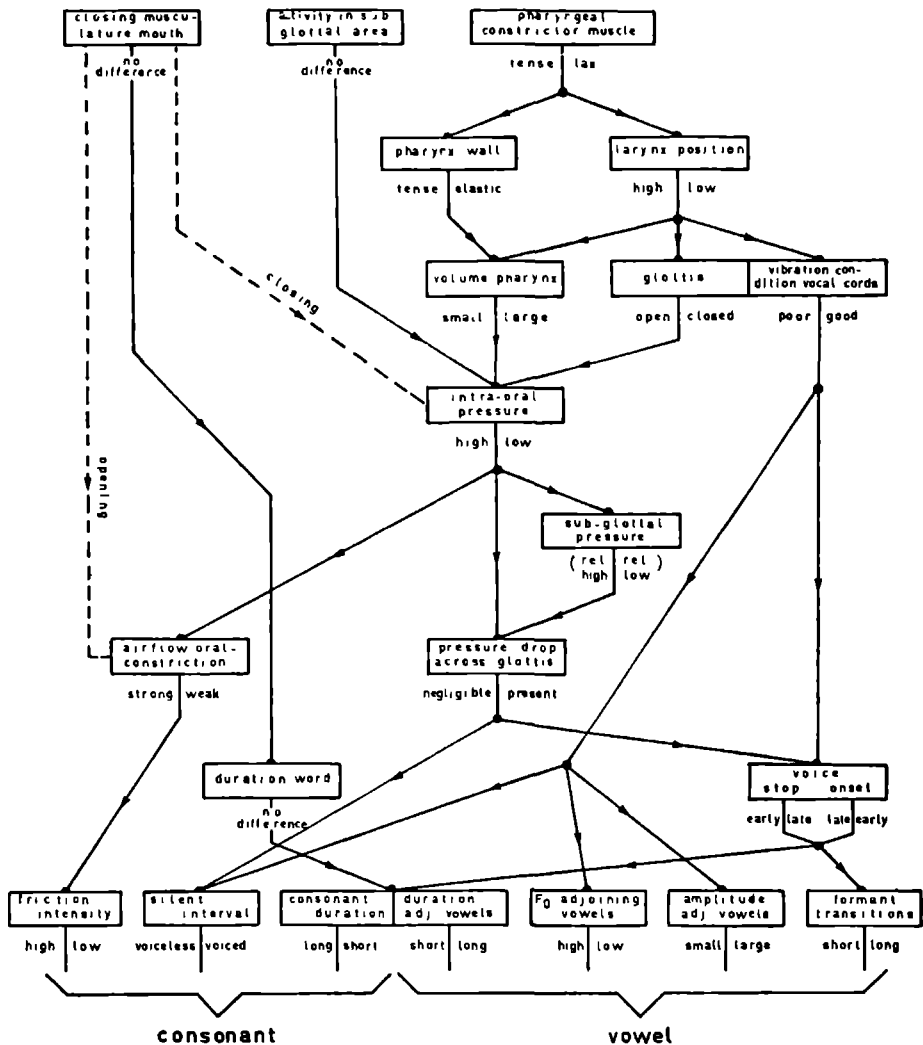 closing muscu-
lature mouth
activity in sub
glottal area
pharyngeal
constrictor muscle
no
difference
no
difference
tense lax
pharynx wall
larynx position
tense elastic
high low
volume pharynx
glottis
vibration con-
dition vocal cords
closing
small large
open closed
poor good
intra-oral
pressure
high low
opening
sub-glottal
pressure
( rel rel )
high low
airflow oral-
constriction
pressure drop
across glottis
strong weak
negligible present
duration word
voice
stop onset
no
difference
early late late early
friction
intensity
silent
interval
consonant
duration
duration
adj vowels
F0 adjoining
vowels
amplitude
adj vowels
formant
transitions
high low
voiceless voiced
long short
short long
high low
small large
short long
consonant
vowel